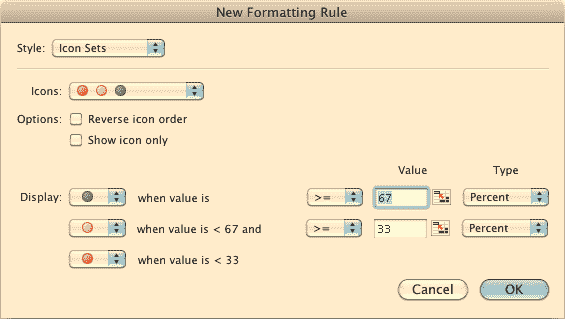 New Formatting Rule
Style: Icon Sets
Icons:
Options: Reverse icon order
Show icon only
Value Type
Display: when value is >= 67 Percent
when value is < 67 and >= 33 Percent
when value is < 33
Cancel OK